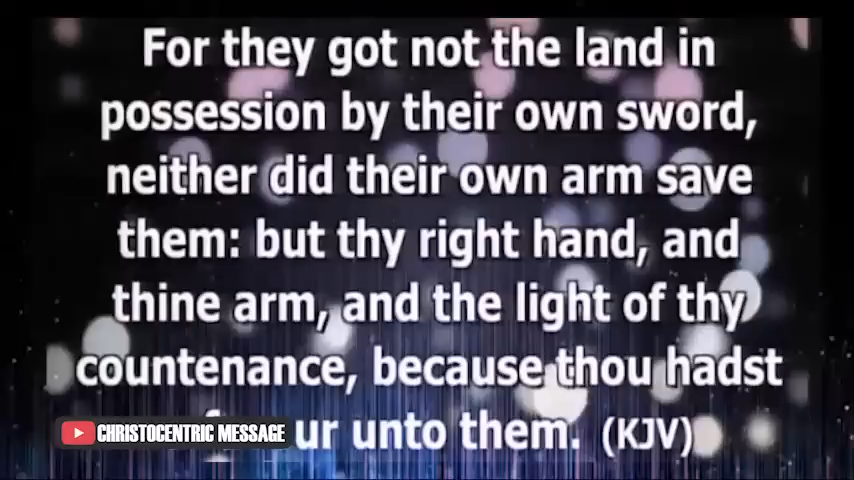 For they got not the land in
possession by their own sword,
neither did their own arm save
them: but thy right hand, and
thine arm, and the light of thy
countenance, because thou hadst
unto them. (KJV)
CHRISTOCENTRIC MESSAGE